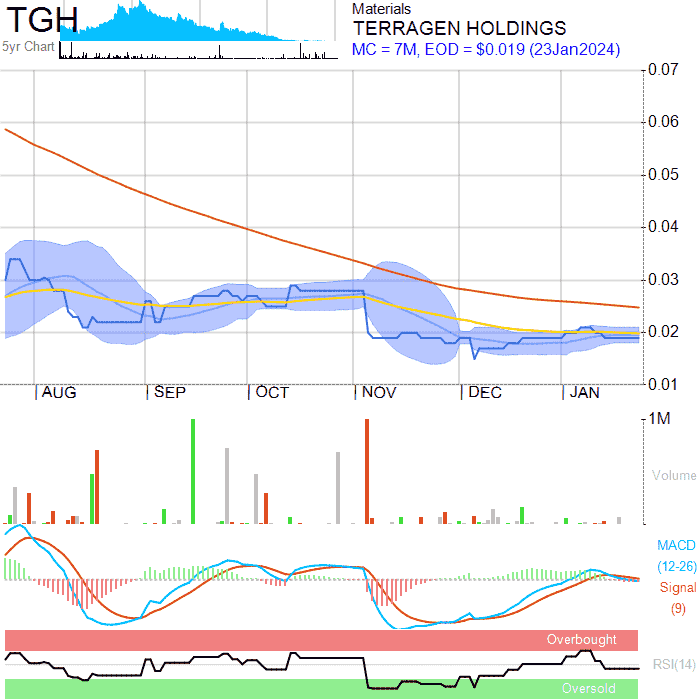 TGH
5yr Chart
Materials
TERRAGEN HOLDINGS
MC = 7M, EOD = $0.019 (23Jan2024)
0.07
0.06
0.05
0.04
0.03
0.02
0.01
AUG SEP OCT NOV DEC JAN
1M
Volume
MACD
(12-26)
Signal
(9)
Overbought
RSI(14)
Oversold